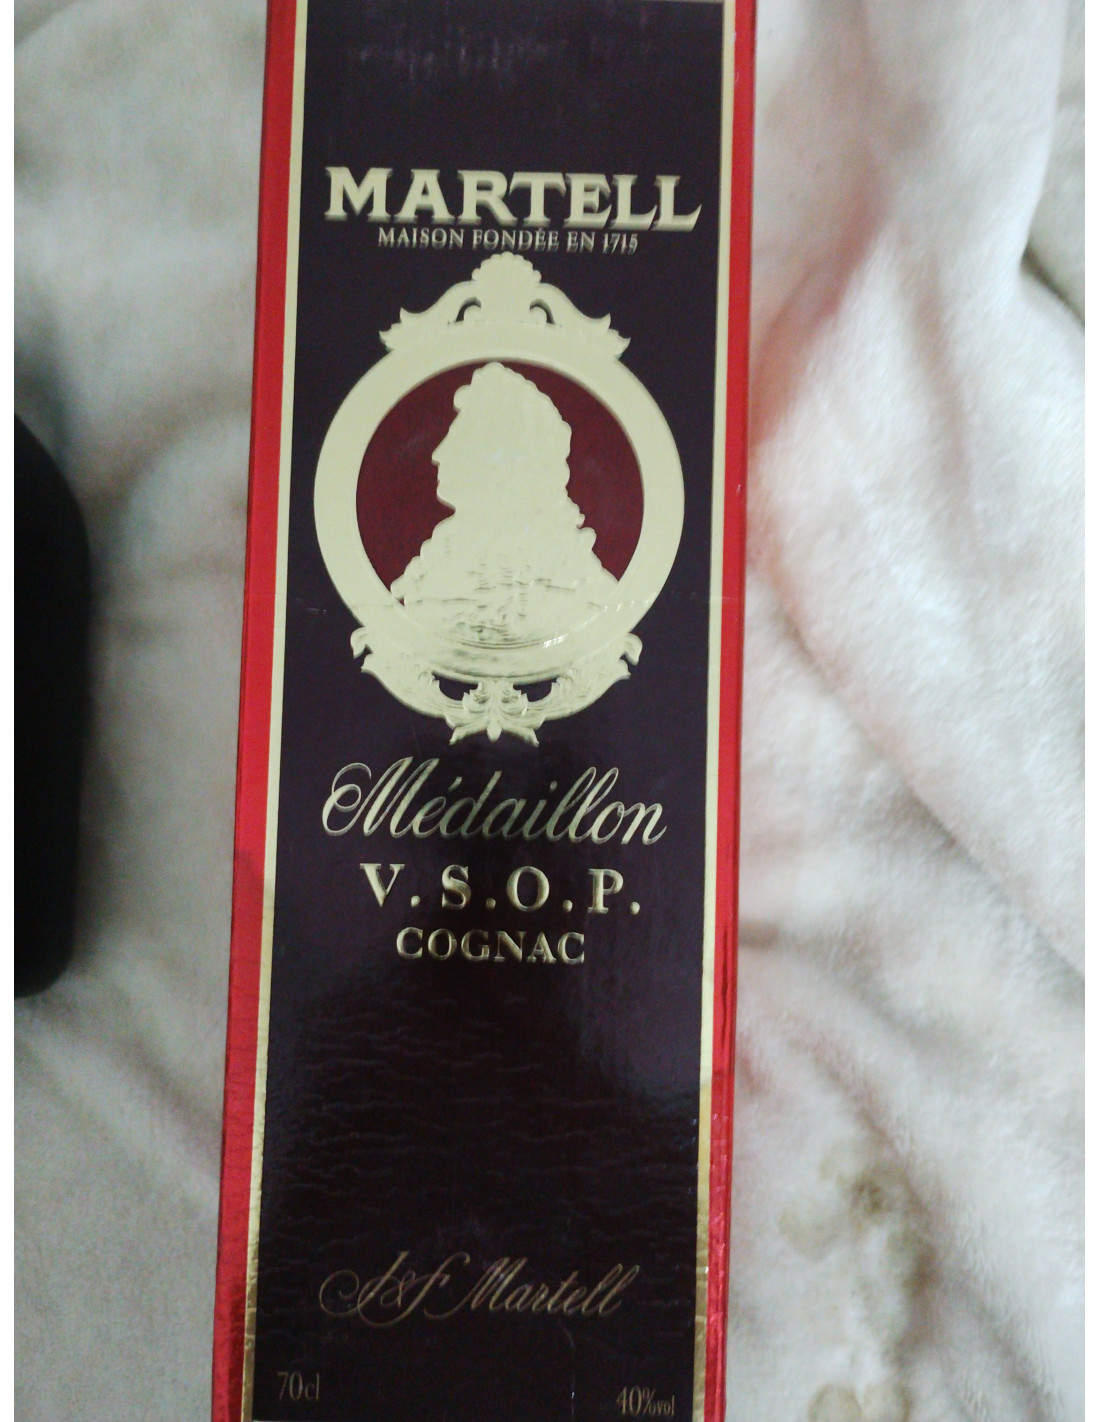 MARTELL
MAISON FONDÉE EN 1715
Médaillon
V.S.O.P.
COGNAC
J&F Martell
70cl
40%vol